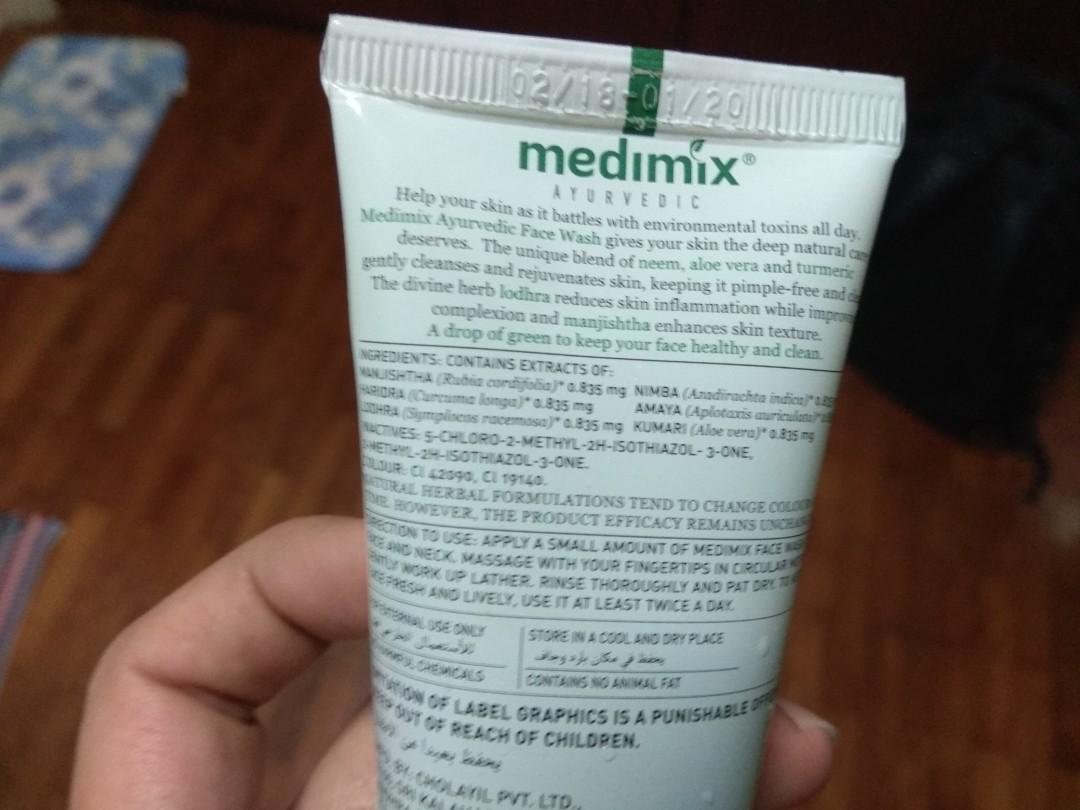 02/18-01/20
medimix®
AYURVEDIC
Help your skin as it battles with environmental toxins all day.
Medimix Ayurvedic Face Wash gives your skin the deep natural
deserves. The unique blend of neem, aloe vera and turmeric
gently cleanses and rejuvenates skin, keeping it pimple-free and
The divine herb lodhra reduces skin inflammation while
complexion and manjishtha enhances skin texture.
A drop of green to keep your face healthy and clean.
INGREDIENTS: CONTAINS EXTRACTS OF:
MANJISHTHA (Rubia cordifolia)* 0.835 mg NIMBA (Azadirachta indica)*
HARIDRA (Curcuma longa)* 0.835 mg AMAYA (Aplotaxis auriculata)*
LODHRA (Symplocos racemosa)* 0.835 mg KUMARI (Aloe vera)* 0.835 mg
5-CHLORO-2-METHYL-2H-ISOTHIAZOL- 3-ONE,
2-METHYL-2H-ISOTHIAZOL-3-ONE.
COLOUR: CI 42090, CI 19140.
NATURAL HERBAL FORMULATIONS TEND TO CHANGE
HOWEVER, THE PRODUCT EFFICACY REMAINS
DIRECTION TO USE: APPLY A SMALL AMOUNT OF MEDIMIX FACE
AND NECK. MASSAGE WITH YOUR FINGERTIPS IN CIRCULAR
WORK UP LATHER. RINSE THOROUGHLY AND PAT DRY. TO
FRESH AND LIVELY, USE IT AT LEAST TWICE A DAY.
EXTERNAL USE ONLY
للاستعمال الخارجي
CHEMICALS
STORE IN A COOL AND DRY PLACE
يحفظ في مكان بارد وجاف
CONTAINS NO ANIMAL FAT
OF LABEL GRAPHICS IS A PUNISHABLE
OUT OF REACH OF CHILDREN.
يحفظ بعيدا عن
BY: CHOLAYIL PVT. LTD.,